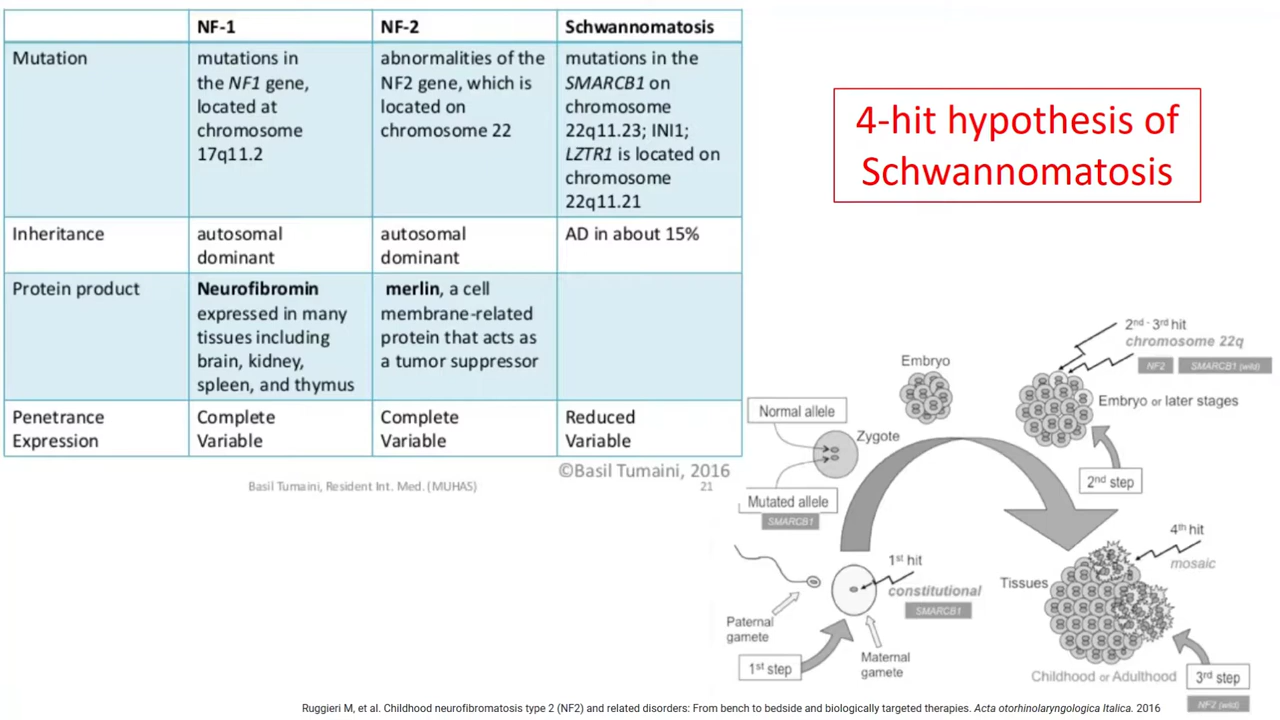 NF-1 NF-2 Schwannomatosis
Mutation
mutations in
the NF1 gene,
located at
chromosome
17q11.2
abnormalities of the
NF2 gene, which is
located on
chromosome 22
mutations in the
SMARCB1 on
chromosome
22q11.23; INI1;
LZTR1 is located on
chromosome
22q11.21
Inheritance
autosomal
dominant
autosomal
dominant
AD in about 15%
Protein product
Neurofibromin
expressed in many
tissues including
brain, kidney,
spleen, and thymus
merlin, a cell
membrane-related
protein that acts as
a tumor suppressor
Penetrance
Expression
Complete
Variable
Complete
Variable
Reduced
Variable
©Basil Tumaini, 2016
Basil Tumaini, Resident Int. Med. (MUHAS)
21
4-hit hypothesis of
Schwannomatosis
Normal allele
Zygote
Mutated allele
SMARCB1
Embryo
2nd - 3rd hit
chromosome 22q
NF2 SMARCB1 (wild)
Embryo or later stages
2nd step
1st hit
constitutional
SMARCB1
Paternal
gamete
1st step
Maternal
gamete
4th hit
mosaic
Tissues
Childhood or Adulthood
3rd step
NF2 (wild)
Ruggieri M, et al. Childhood neurofibromatosis type 2 (NF2) and related disorders: From bench to bedside and biologically targeted therapies. Acta otorhinolaryngologica Italica. 2016